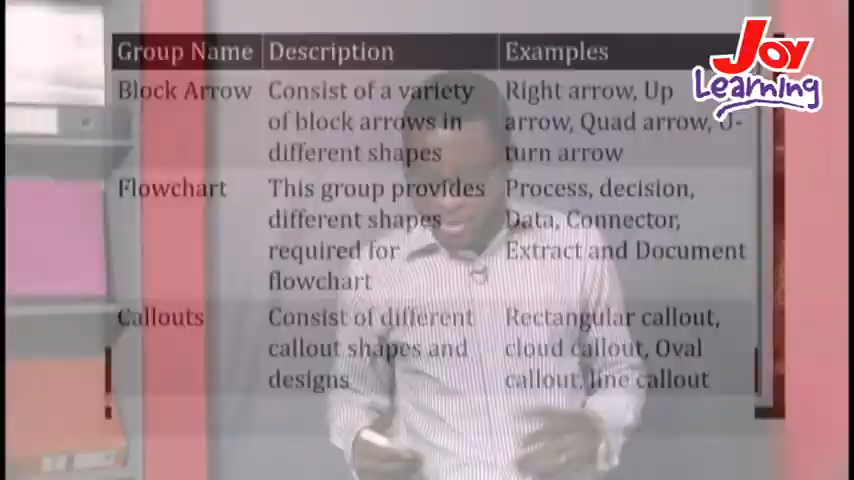 Joy
Learning
Group Name Description Examples
Block Arrow Consist of a variety Right arrow, Up
of block arrows in arrow, Quad arrow, U-
different shapes turn arrow
Flowchart This group provides Process, decision,
different shapes Data, Connector,
required for Extract and Document
flowchart
Callouts Consist of different Rectangular callout,
callout shapes and cloud callout, Oval
designs callout, line callout